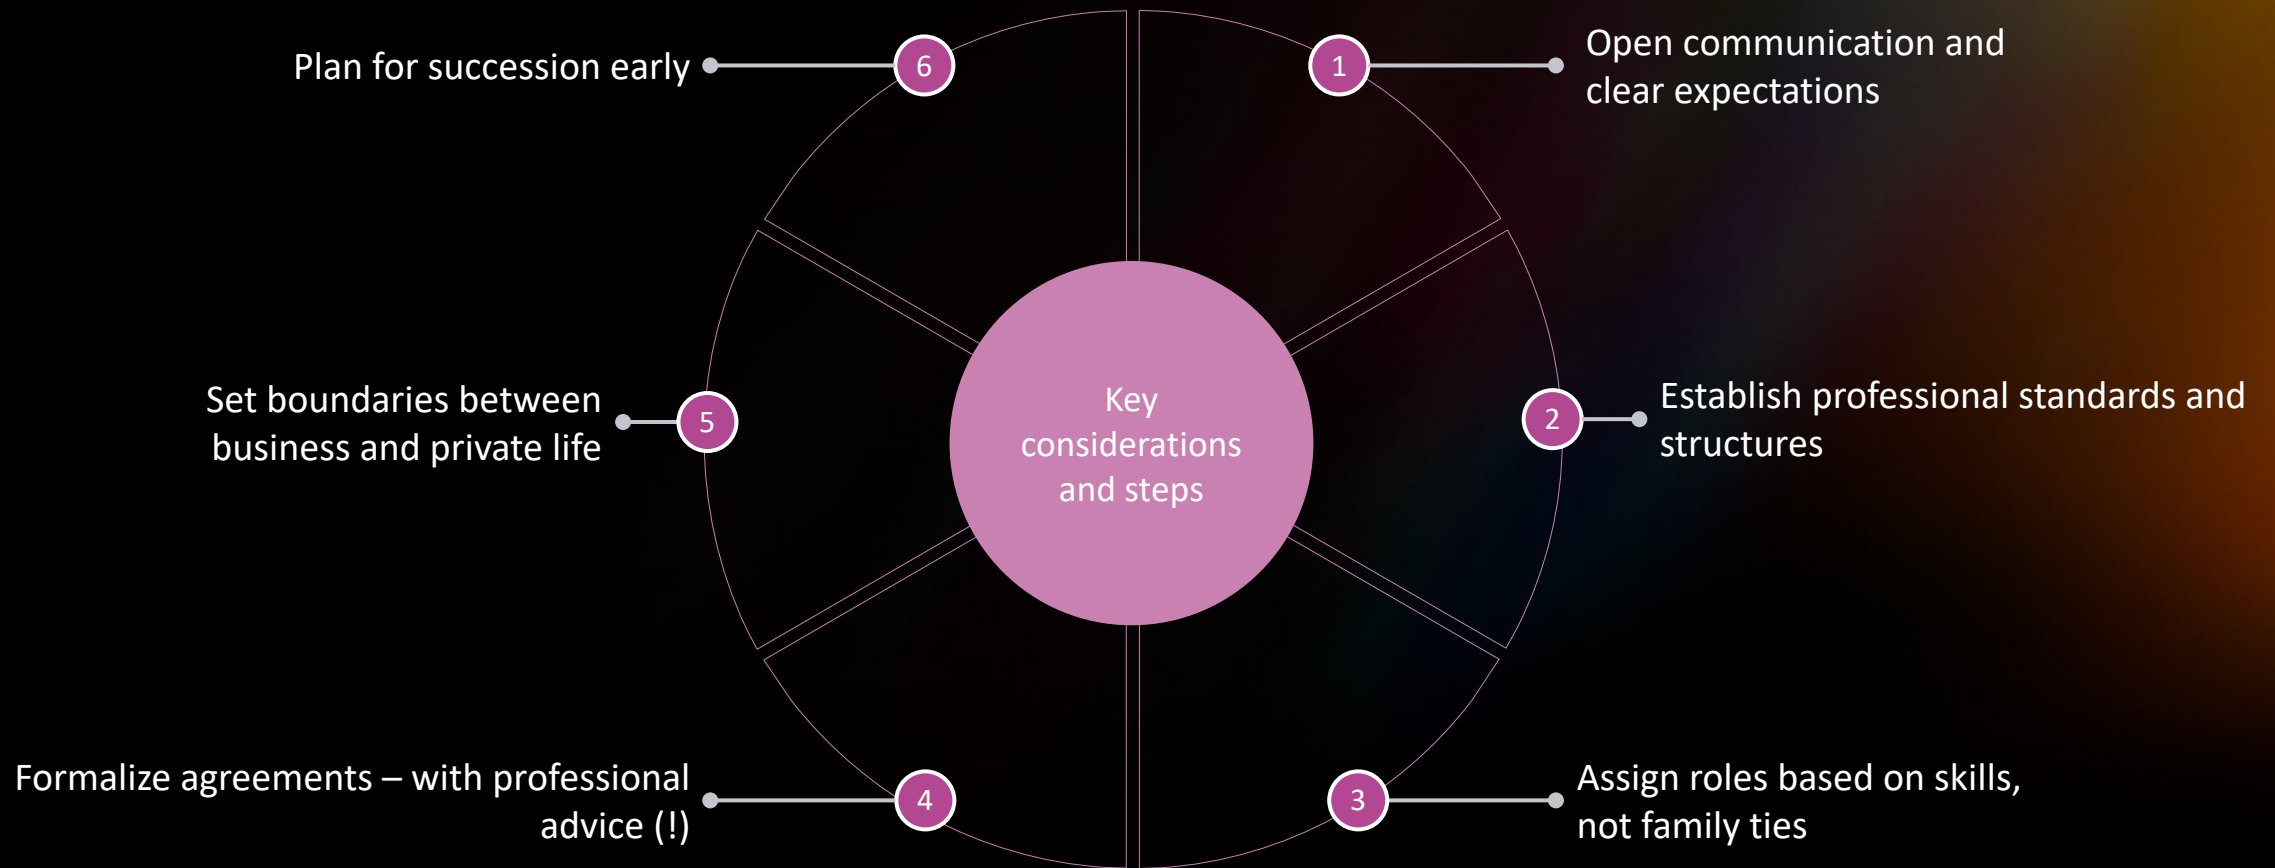 Key
considerations
and steps
1
Open communication and
clear expectations
2
Establish professional standards and
structures
3
Assign roles based on skills,
not family ties
4
Formalize agreements – with professional
advice (!)
5
Set boundaries between
business and private life
6
Plan for succession early